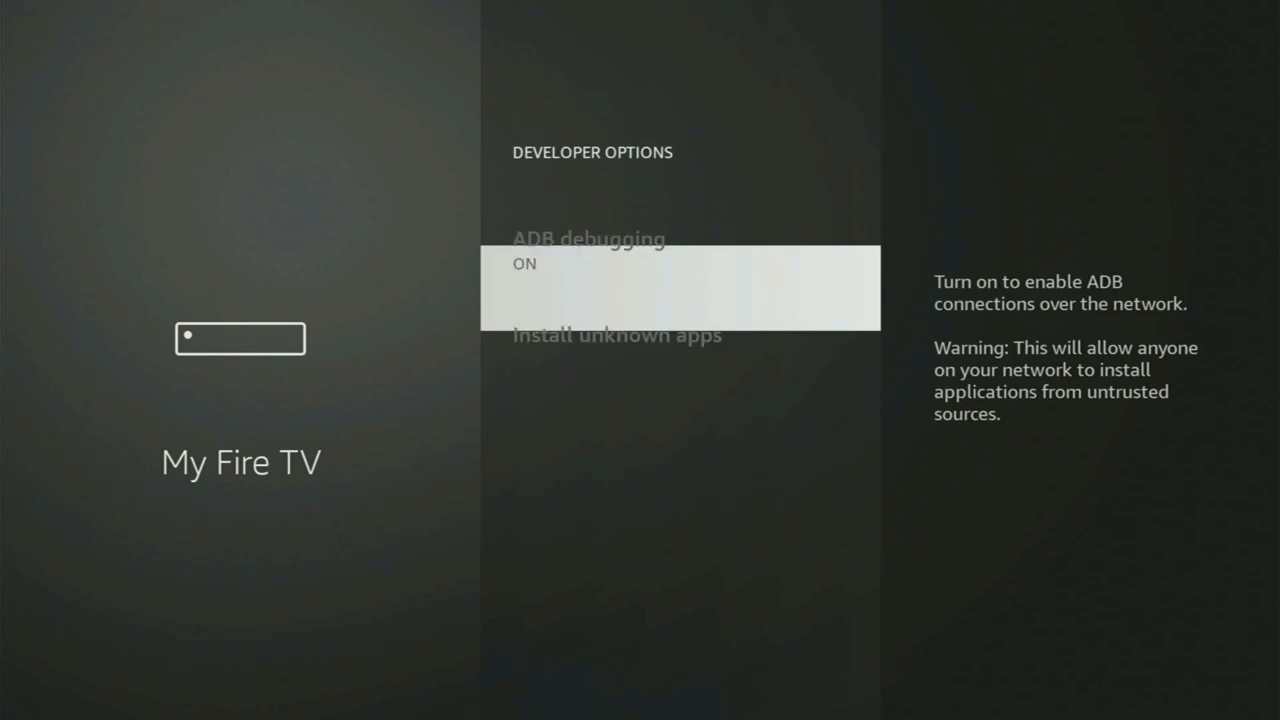 DEVELOPER OPTIONS
ADB debugging
ON
Install unknown apps
My Fire TV
Turn on to enable ADB
connections over the network.
Warning: This will allow anyone
on your network to install
applications from untrusted
sources.